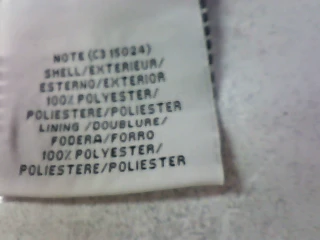 NOTE (C3 15024)
SHELL/EXTERIEUR/
ESTERNO/EXTERIOR
100% POLYESTER/
POLIESTERE/POLIESTER
LINING /DOUBLURE/
FODERA/FORRO
100% POLYESTER/
POLIESTERE/POLIESTER